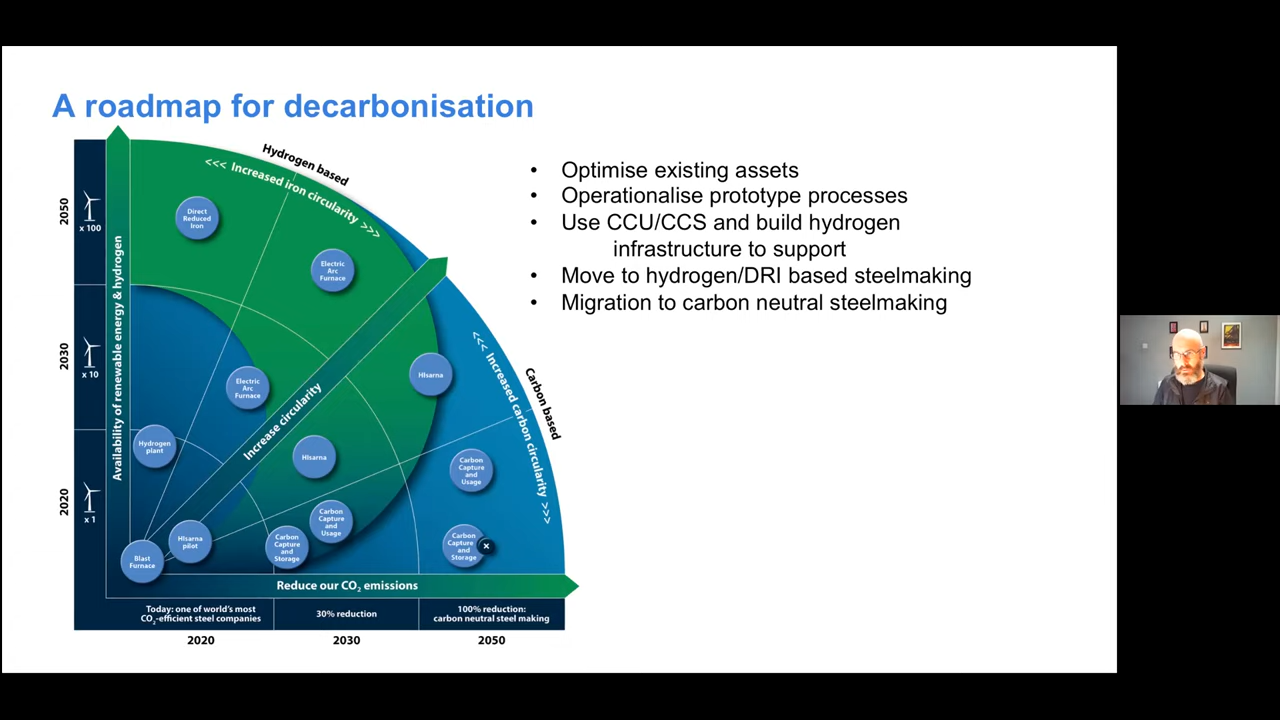 A roadmap for decarbonisation
• Optimise existing assets
• Operationalise prototype processes
• Use CCU/CCS and build hydrogen
infrastructure to support
• Move to hydrogen/DRI based steelmaking
• Migration to carbon neutral steelmaking
Hydrogen based
<<< Increased iron circularity >>>
Carbon based
<<< Increased carbon circularity >>>
Increase circularity
Availability of renewable energy & hydrogen
2050
x 100
2030
x 10
2020
x 1
Direct
Reduced
Iron
Electric
Arc
Furnace
Electric
Arc
Furnace
HIsarna
Hydrogen
plant
HIsarna
Carbon
Capture
and
Usage
Carbon
Capture
and
Usage
Blast
Furnace
HIsarna
pilot
Carbon
Capture
and
Storage
Carbon
Capture
and
Storage
x
Reduce our CO₂ emissions
Today: one of world's most
CO₂-efficient steel companies
30% reduction
100% reduction:
carbon neutral steel making
2020
2030
2050